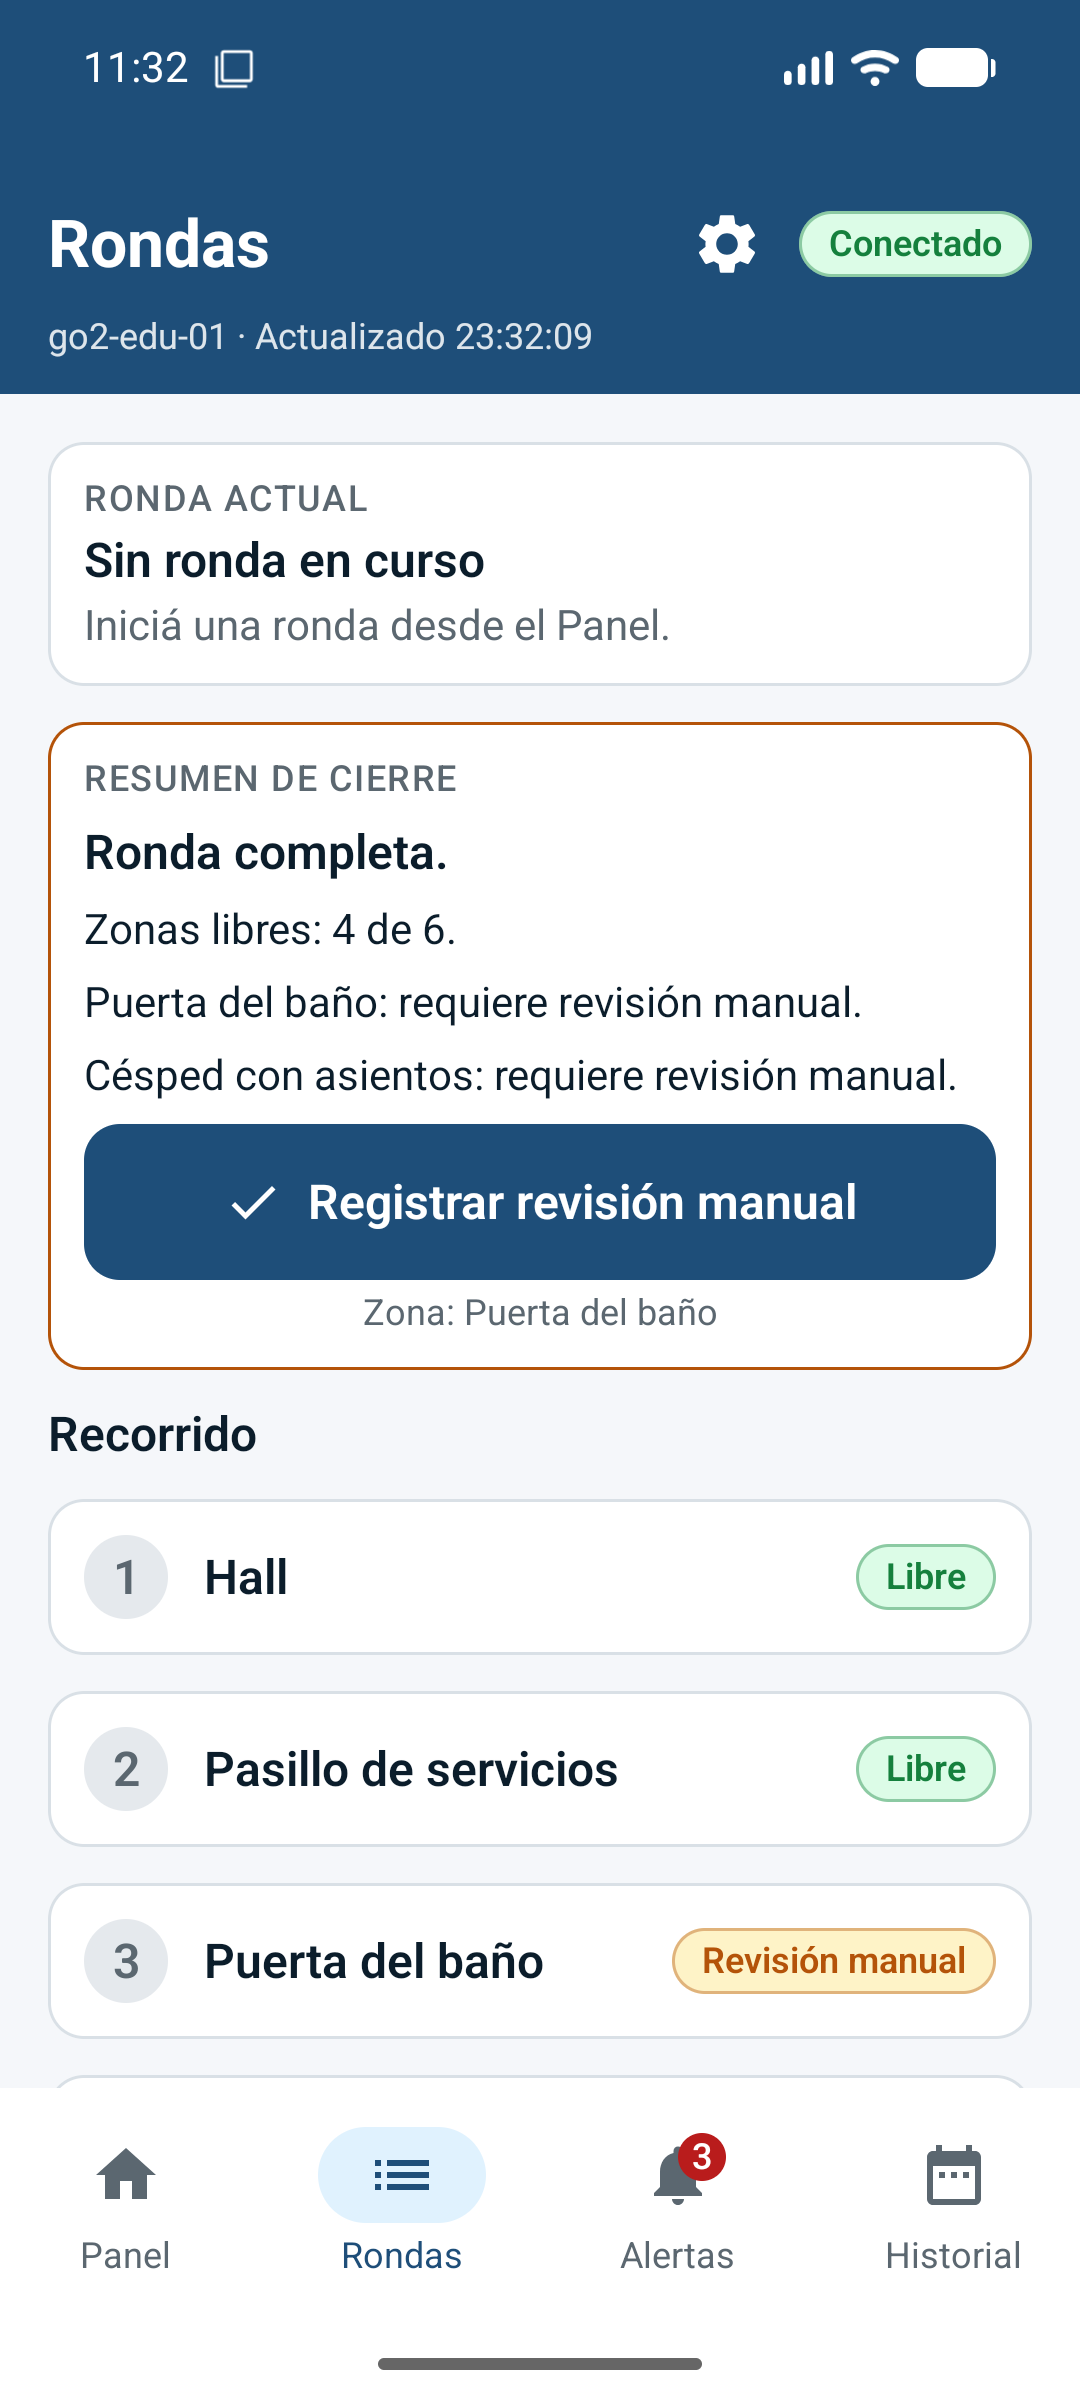 11:32
Rondas
Conectado
go2-edu-01 · Actualizado 23:32:09
RONDA ACTUAL
Sin ronda en curso
Iniciá una ronda desde el Panel.
RESUMEN DE CIERRE
Ronda completa.
Zonas libres: 4 de 6.
Puerta del baño: requiere revisión manual.
Césped con asientos: requiere revisión manual.
Registrar revisión manual
Zona: Puerta del baño
Recorrido
1 Hall Libre
2 Pasillo de servicios Libre
3 Puerta del baño Revisión manual
3
Panel Rondas Alertas Historial